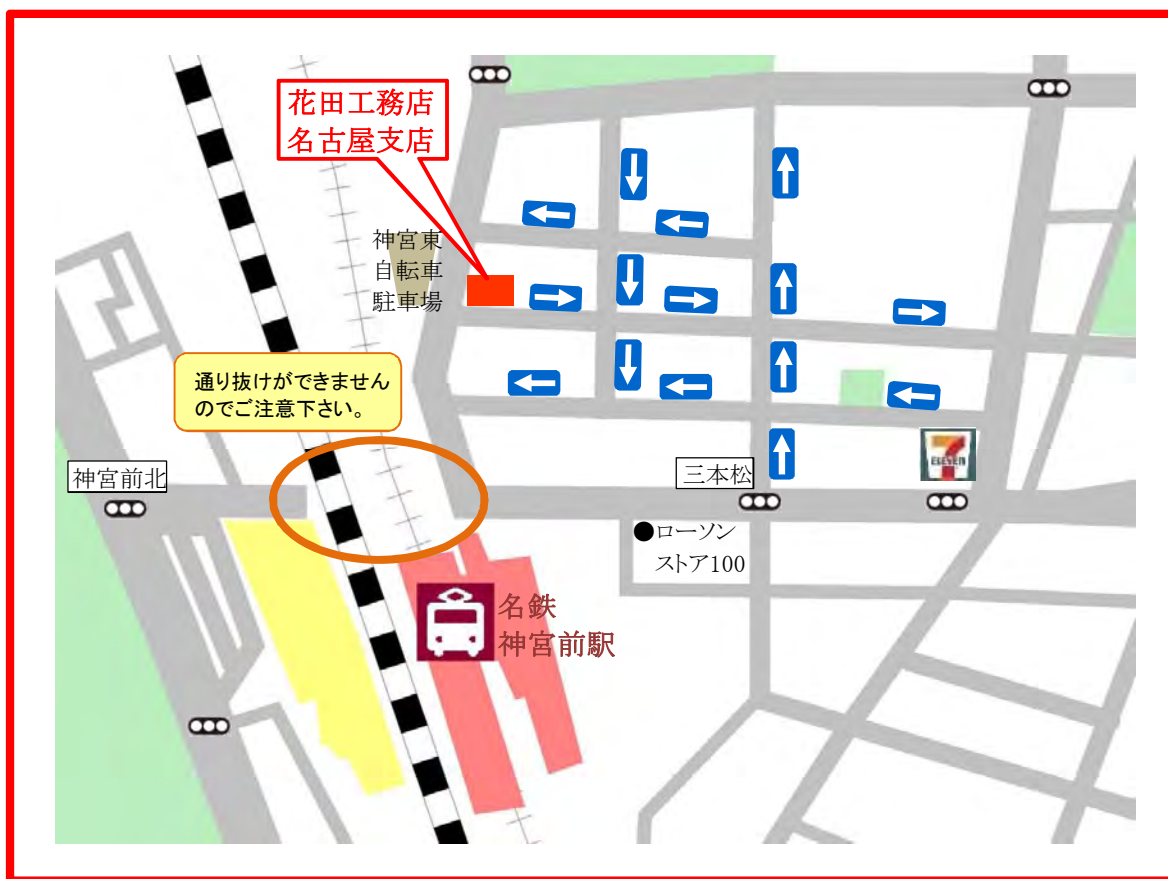 花田工務店
名古屋支店
神宮東
自転車
駐車場
通り抜けができません
のでご注意下さい。
神宮前北
三本松
ELEVEN
●ローソン
ストア100
名鉄
神宮前駅